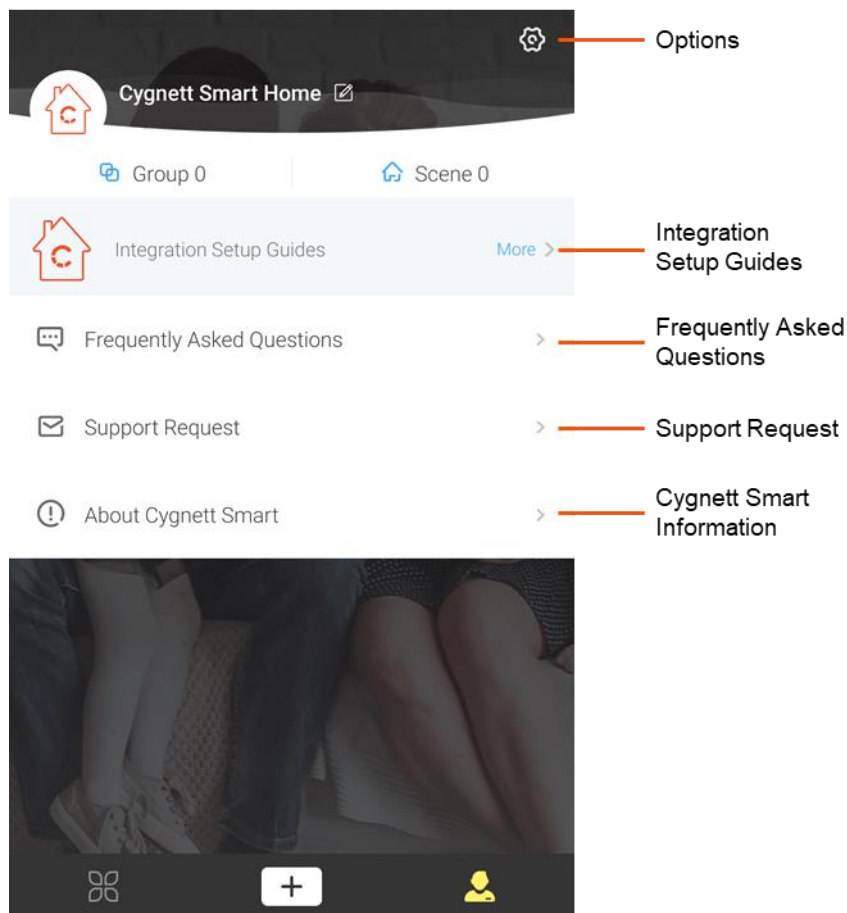 Options
Cygnett Smart Home
Group 0
Scene 0
Integration Setup Guides
More
Integration
Setup Guides
Frequently Asked Questions
Frequently Asked
Questions
Support Request
Support Request
About Cygnett Smart
Cygnett Smart
Information